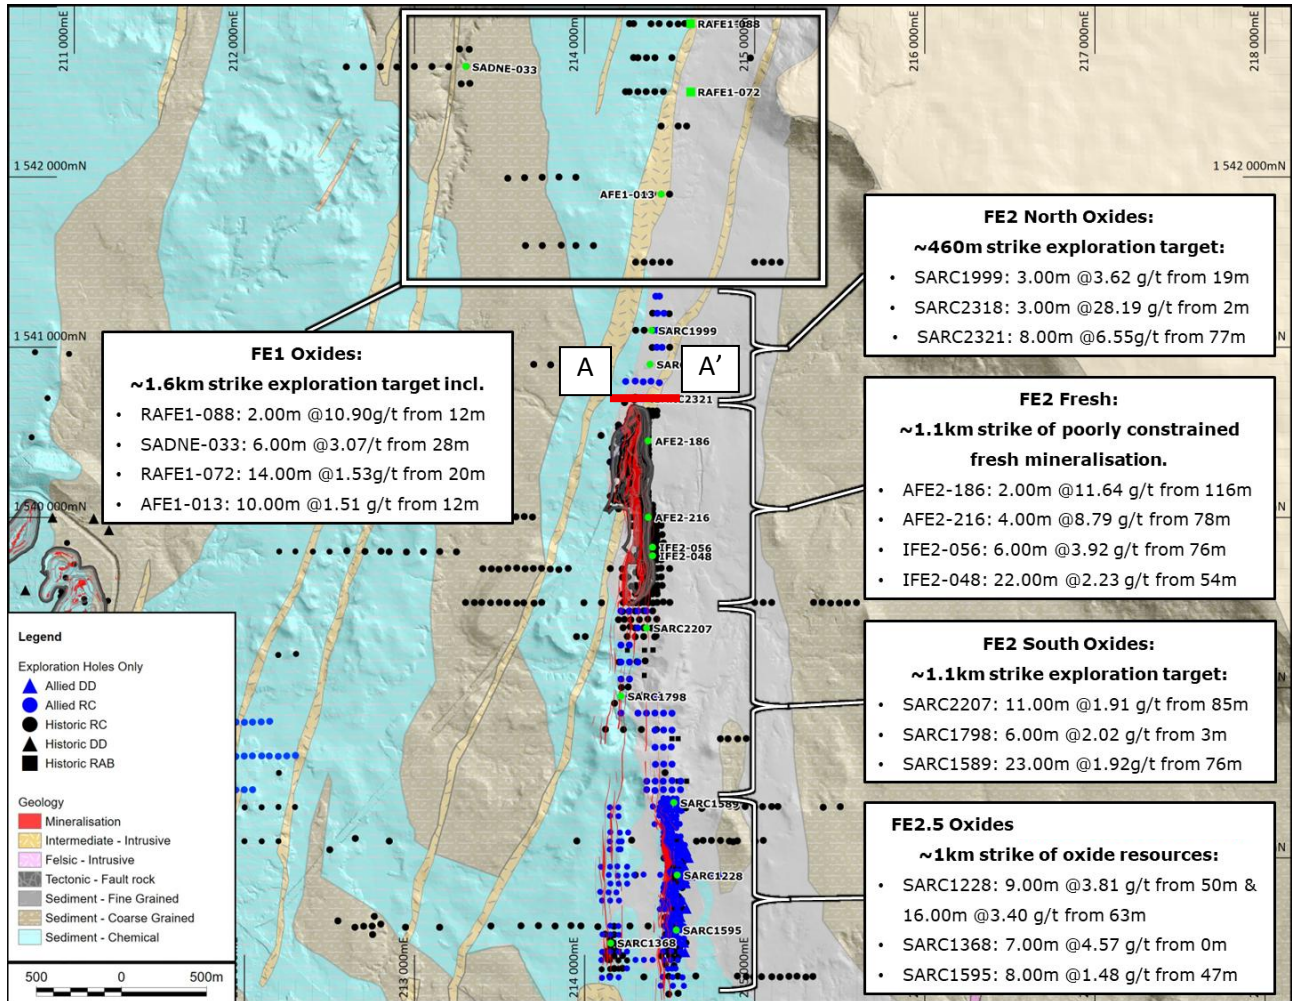 211 000mE
212 000mE
214 000mE
215 000mE
216 000mE
217 000mE
218 000mE
RAFE1-088
SADNE-033
RAFE1-072
1 542 000mN
1 542 000mN
AFE1-013
FE2 North Oxides:
~460m strike exploration target:
• SARC1999: 3.00m @3.62 g/t from 19m
• SARC2318: 3.00m @28.19 g/t from 2m
• SARC2321: 8.00m @6.55g/t from 77m
1 541 000mN
SARC1999
FE1 Oxides:
~1.6km strike exploration target incl.
• RAFE1-088: 2.00m @10.90g/t from 12m
• SADNE-033: 6.00m @3.07/t from 28m
• RAFE1-072: 14.00m @1.53g/t from 20m
• AFE1-013: 10.00m @1.51 g/t from 12m
A
A’
2321
FE2 Fresh:
~1.1km strike of poorly constrained
fresh mineralisation.
• AFE2-186: 2.00m @11.64 g/t from 116m
• AFE2-216: 4.00m @8.79 g/t from 78m
• IFE2-056: 6.00m @3.92 g/t from 76m
• IFE2-048: 22.00m @2.23 g/t from 54m
AFE2-186
1 540 000mN
AFE2-216
IFE2-056
IFE2-048
SARC2207
FE2 South Oxides:
~1.1km strike exploration target:
• SARC2207: 11.00m @1.91 g/t from 85m
• SARC1798: 6.00m @2.02 g/t from 3m
• SARC1589: 23.00m @1.92g/t from 76m
SARC1798
SARC1589
FE2.5 Oxides
~1km strike of oxide resources:
• SARC1228: 9.00m @3.81 g/t from 50m &
16.00m @3.40 g/t from 63m
• SARC1368: 7.00m @4.57 g/t from 0m
• SARC1595: 8.00m @1.48 g/t from 47m
SARC1228
SARC1595
SARC1368
213 000mE
214 000mE
000mE
Legend
Exploration Holes Only
Allied DD
Allied RC
Historic RC
Historic DD
Historic RAB
Geology
Mineralisation
Intermediate - Intrusive
Felsic - Intrusive
Tectonic - Fault rock
Sediment - Fine Grained
Sediment - Coarse Grained
Sediment - Chemical
500 0 500m